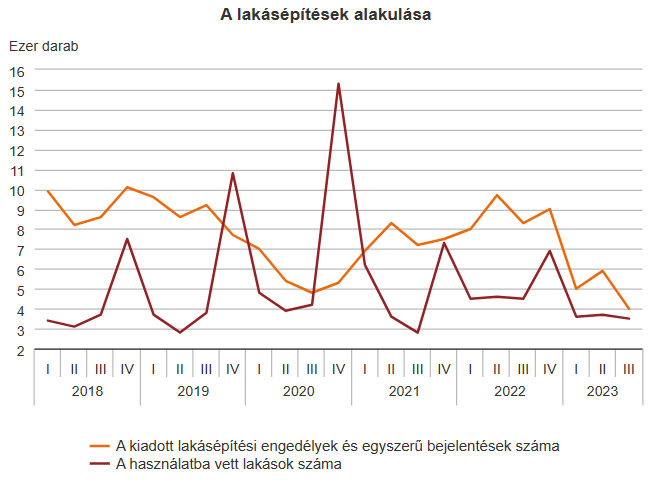 A lakásépítések alakulása
Ezer darab
16
15
14
13
12
11
10
9
8
7
6
5
4
3
2
I II III IV I II III IV I II III IV I II III IV I II III IV I II III
2018 2019 2020 2021 2022 2023
A kiadott lakásépítési engedélyek és egyszerű bejelentések száma
A használatba vett lakások száma